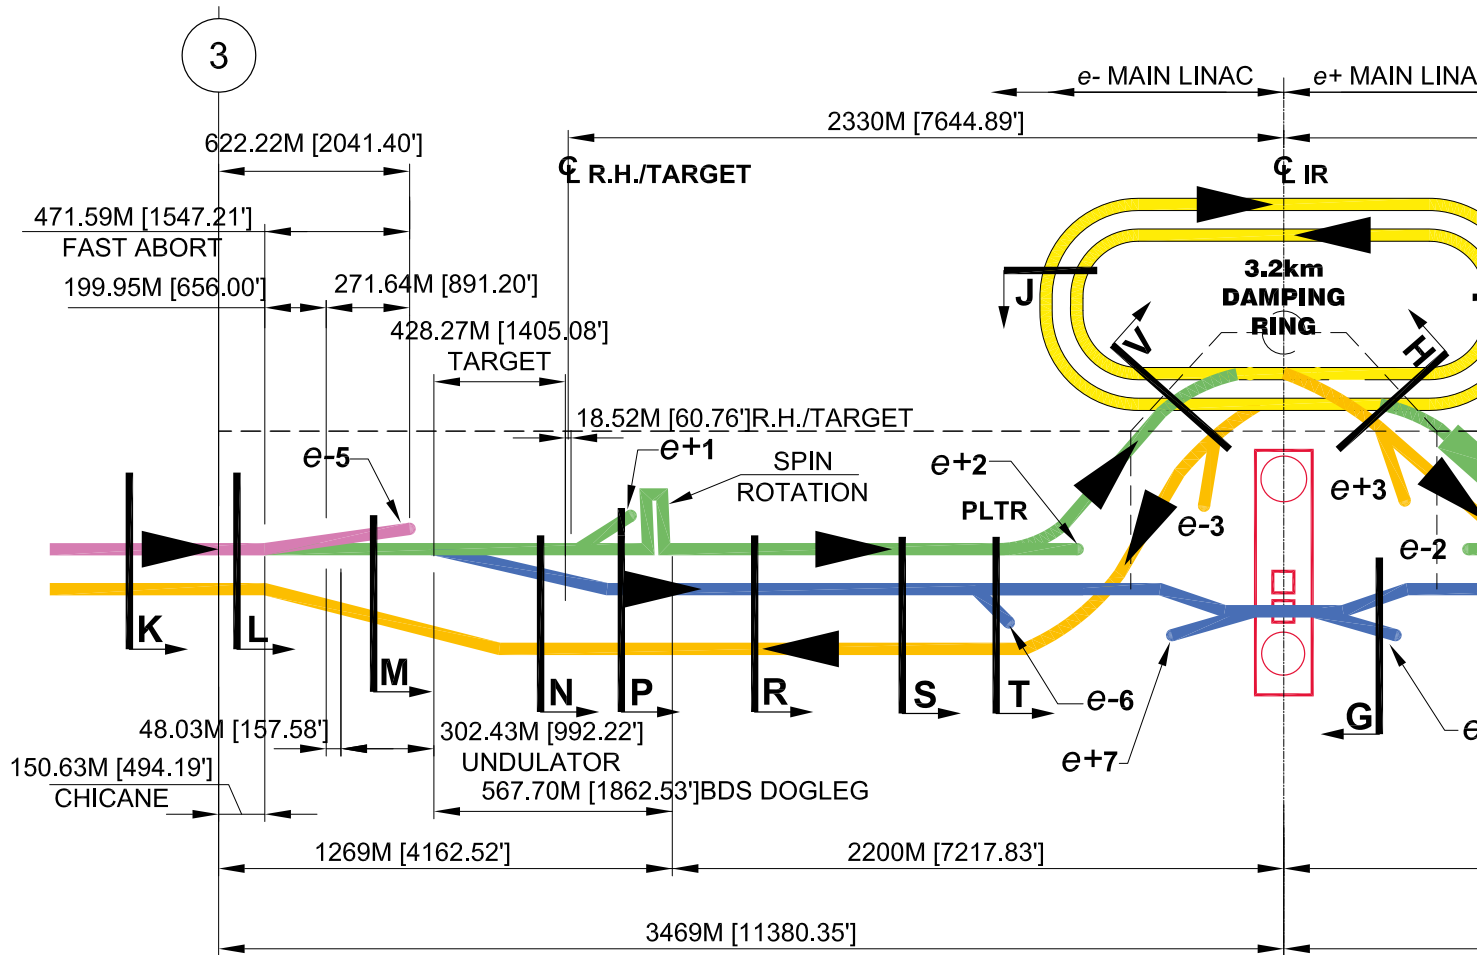 3
e- MAIN LINAC
e+ MAIN LINA
2330M [7644.89']
622.22M [2041.40']
℄ R.H./TARGET
℄ IR
471.59M [1547.21']
FAST ABORT
199.95M [656.00']
271.64M [891.20']
3.2km
DAMPING
RING
J
V
H
428.27M [1405.08']
TARGET
18.52M [60.76']R.H./TARGET
e-5
e+1
SPIN
ROTATION
e+2
PLTR
e+3
e-3
e-2
K
L
M
N
P
R
S
T
e-6
G
e
e+7
48.03M [157.58']
302.43M [992.22']
UNDULATOR
150.63M [494.19']
CHICANE
567.70M [1862.53']BDS DOGLEG
1269M [4162.52']
2200M [7217.83']
3469M [11380.35']